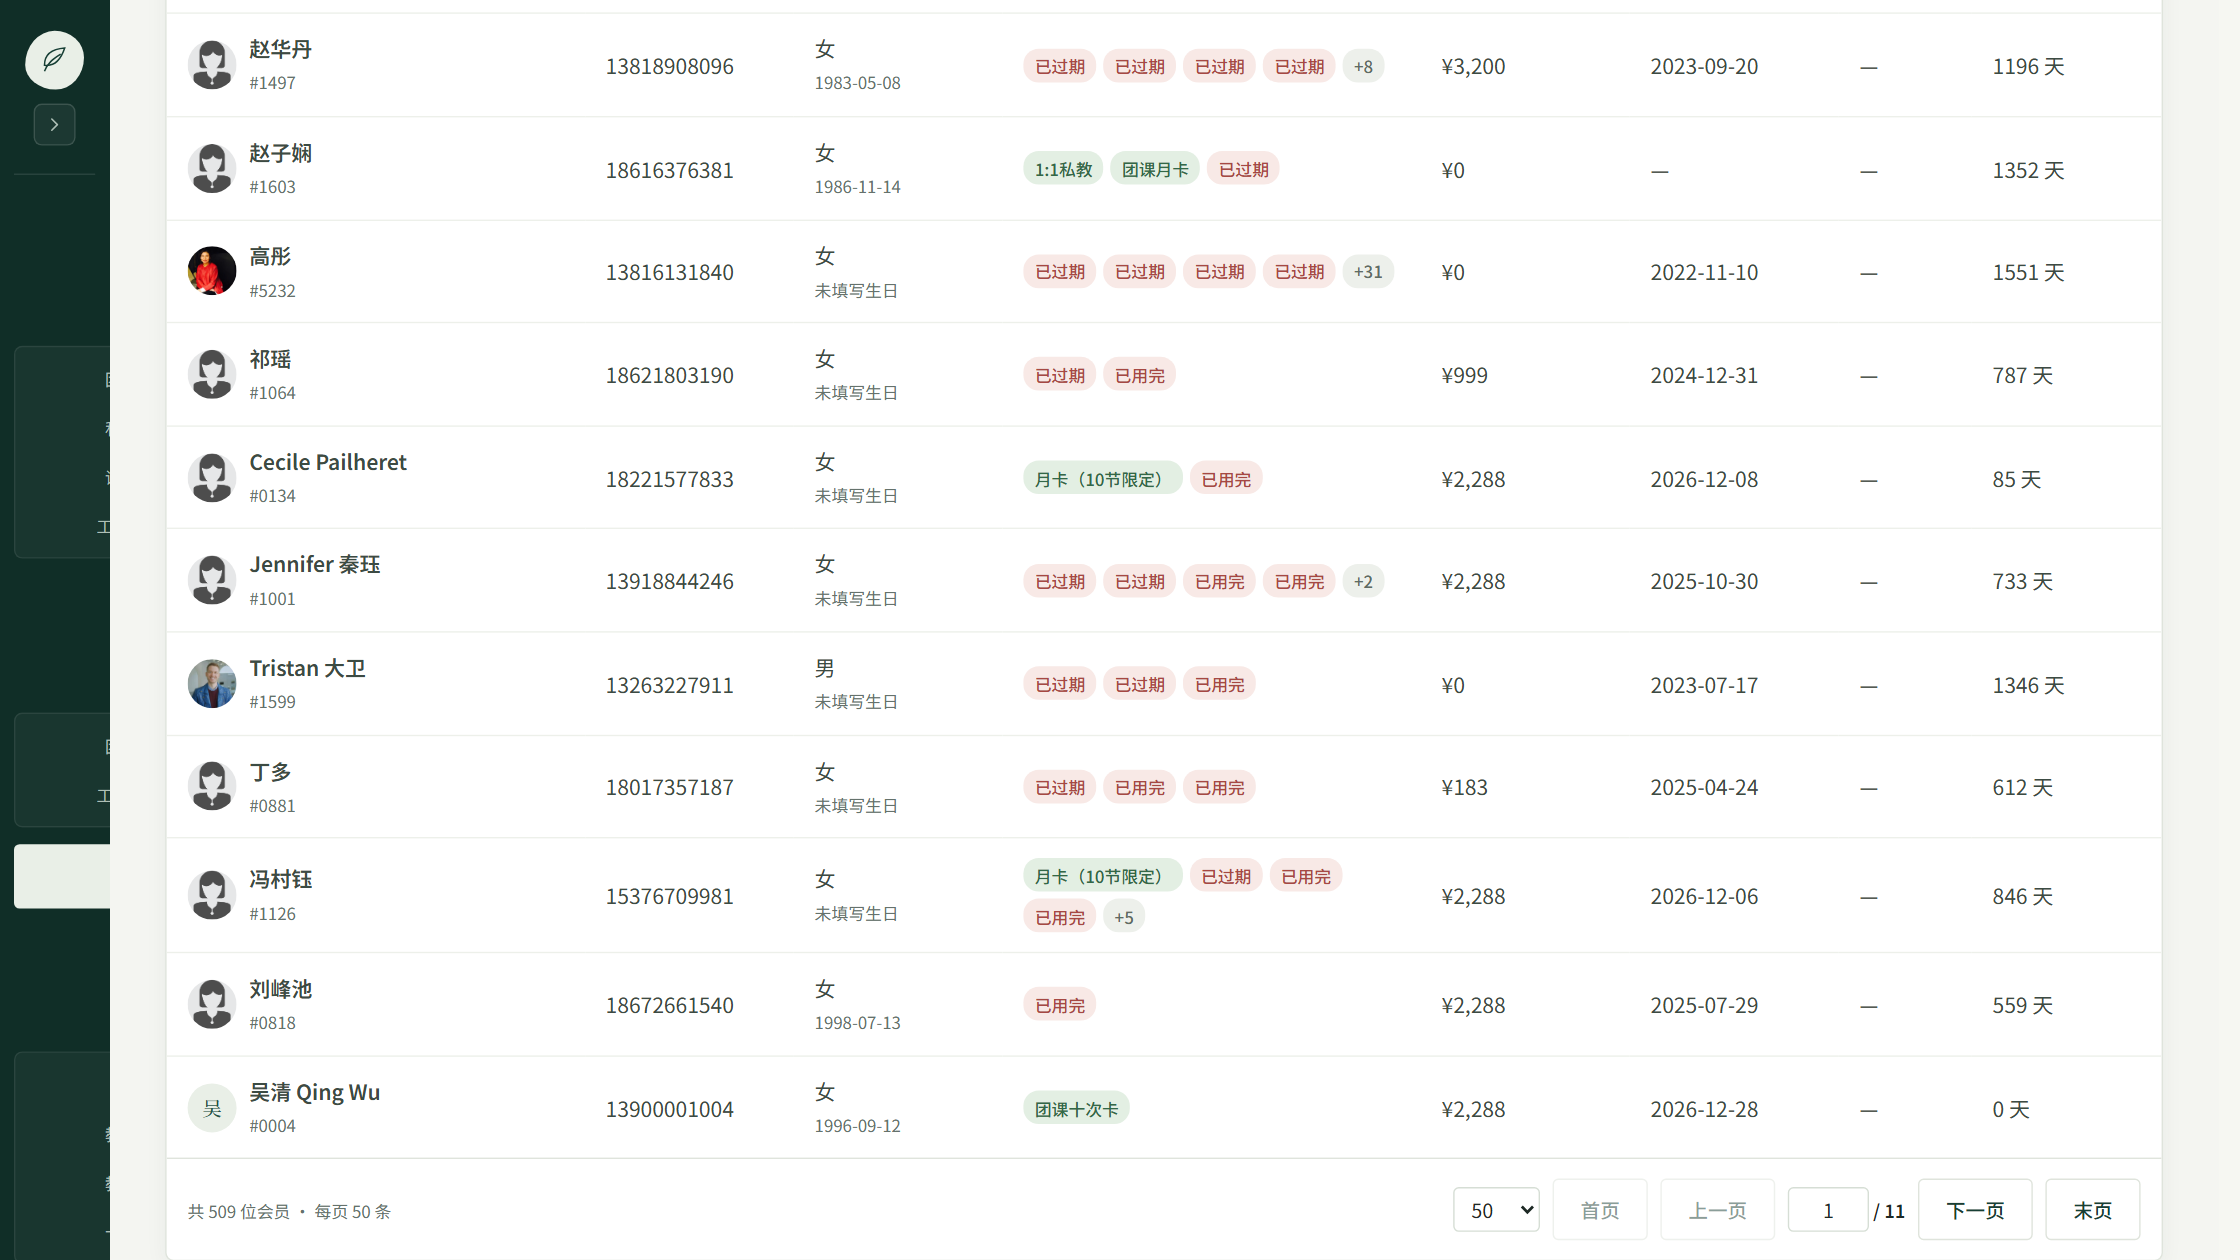 赵华丹
#1497
13818908096
女
1983-05-08
已过期 已过期 已过期 已过期 +8
¥3,200
2023-09-20
—
1196 天
赵子娴
#1603
18616376381
女
1986-11-14
1:1私教 团课月卡 已过期
¥0
—
—
1352 天
高彤
#5232
13816131840
女
未填写生日
已过期 已过期 已过期 已过期 +31
¥0
2022-11-10
—
1551 天
祁瑶
#1064
18621803190
女
未填写生日
已过期 已用完
¥999
2024-12-31
—
787 天
Cecile Pailheret
#0134
18221577833
女
未填写生日
月卡（10节限定） 已用完
¥2,288
2026-12-08
—
85 天
Jennifer 秦珏
#1001
13918844246
女
未填写生日
已过期 已过期 已用完 已用完 +2
¥2,288
2025-10-30
—
733 天
Tristan 大卫
#1599
13263227911
男
未填写生日
已过期 已过期 已用完
¥0
2023-07-17
—
1346 天
丁多
#0881
18017357187
女
未填写生日
已过期 已用完 已用完
¥183
2025-04-24
—
612 天
冯村钰
#1126
15376709981
女
未填写生日
月卡（10节限定） 已过期 已用完
已用完 +5
¥2,288
2026-12-06
—
846 天
刘峰池
#0818
18672661540
女
1998-07-13
已用完
¥2,288
2025-07-29
—
559 天
吴
吴清 Qing Wu
#0004
13900001004
女
1996-09-12
团课十次卡
¥2,288
2026-12-28
—
0 天
共 509 位会员 • 每页 50 条
50 首页 上一页 1 / 11 下一页 末页